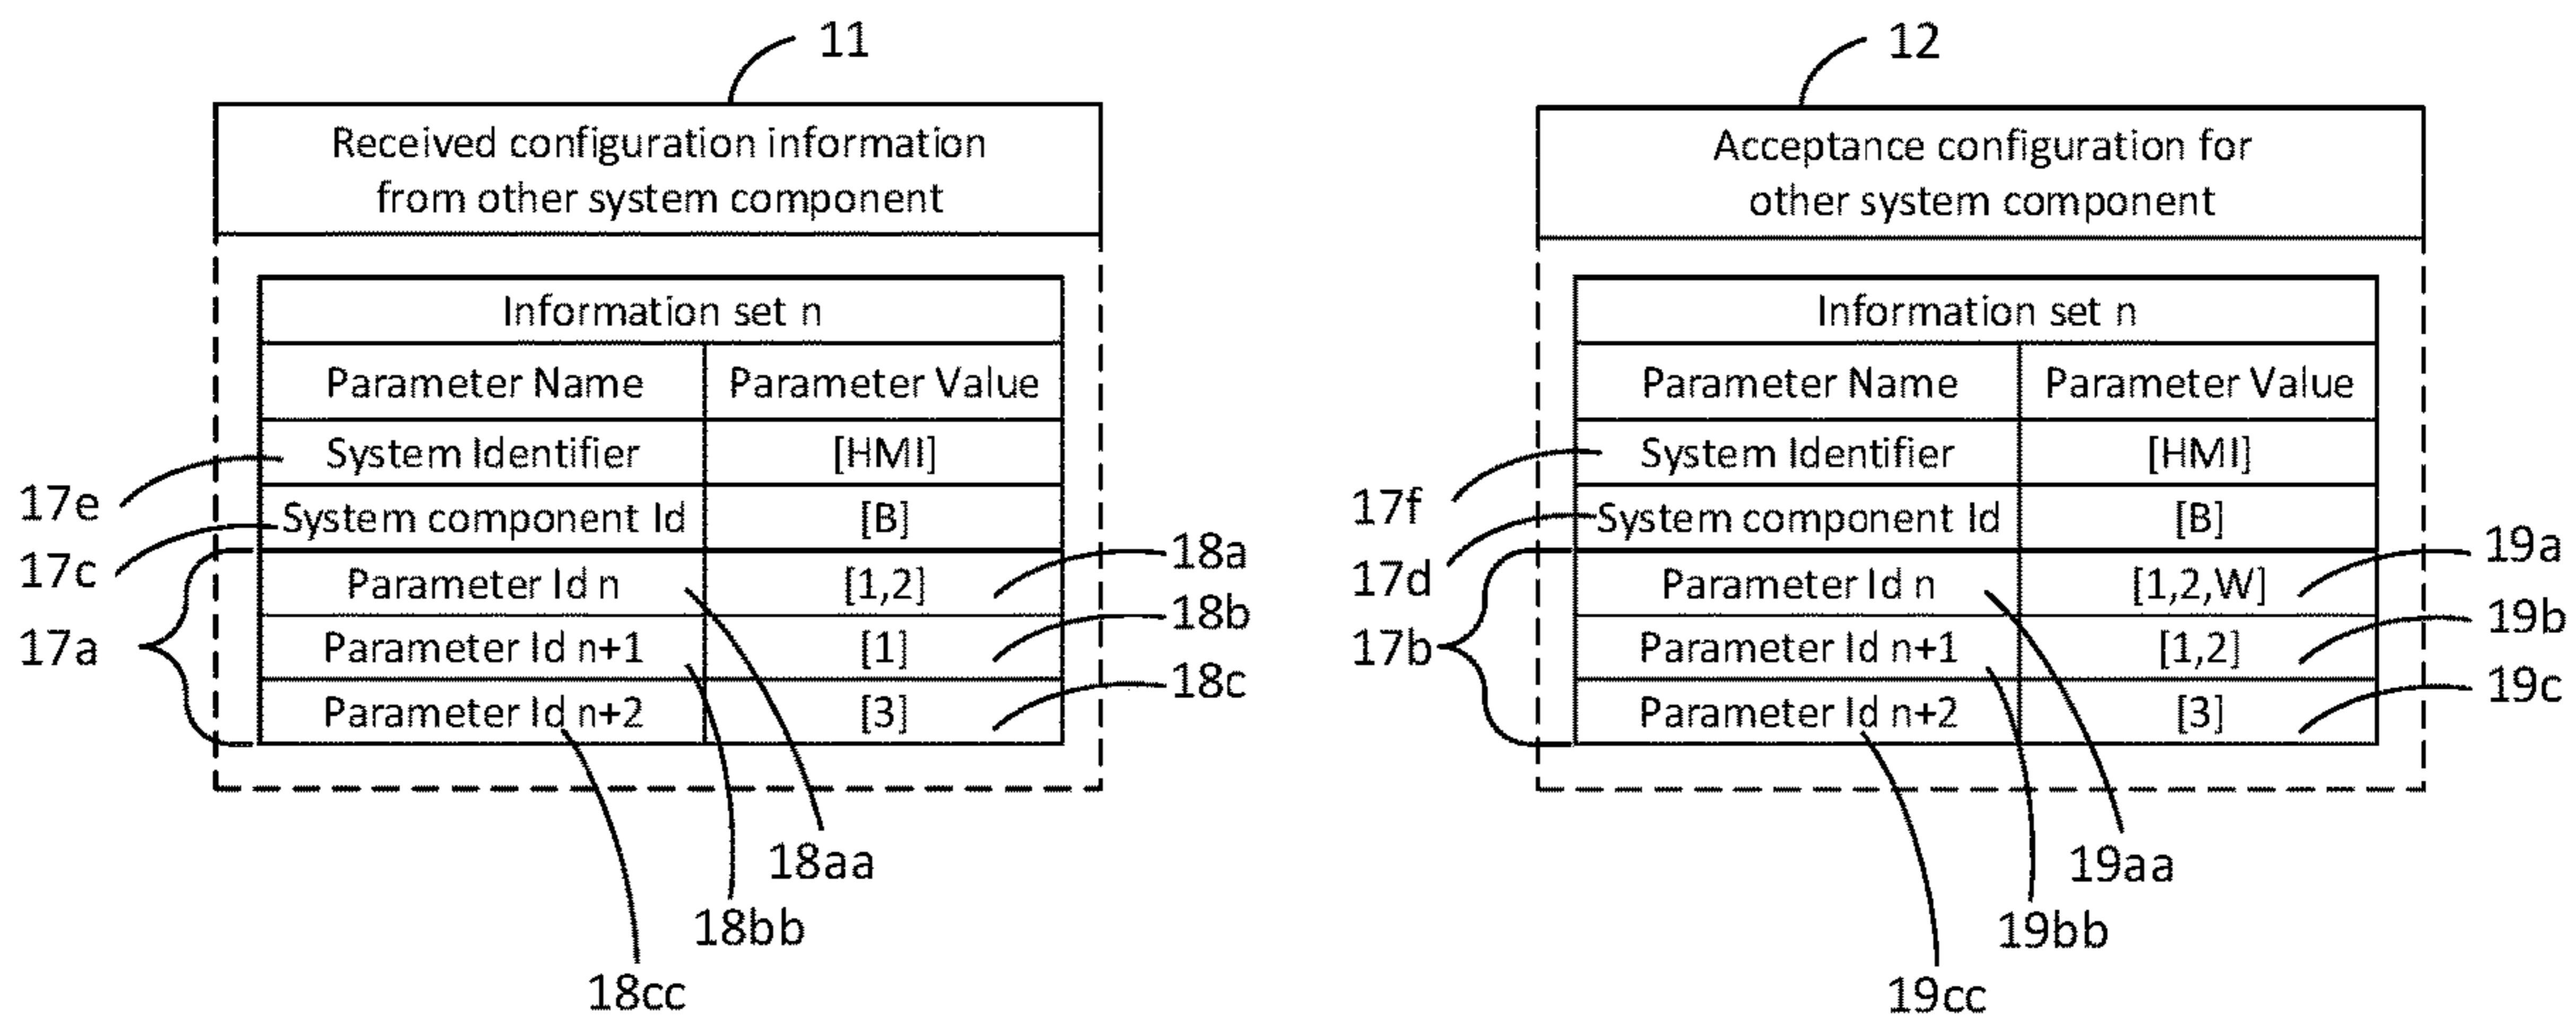 11
Received configuration information
from other system component
Information set n
Parameter Name Parameter Value
System Identifier [HMI]
System component Id [B]
Parameter Id n [1,2]
Parameter Id n+1 [1]
Parameter Id n+2 [3]
17e
17c
17a
18a
18b
18c
18aa
18bb
18cc
12
Acceptance configuration for
other system component
Information set n
Parameter Name Parameter Value
System Identifier [HMI]
System component Id [B]
Parameter Id n [1,2,W]
Parameter Id n+1 [1,2]
Parameter Id n+2 [3]
17f
17d
17b
19a
19b
19c
19aa
19bb
19cc